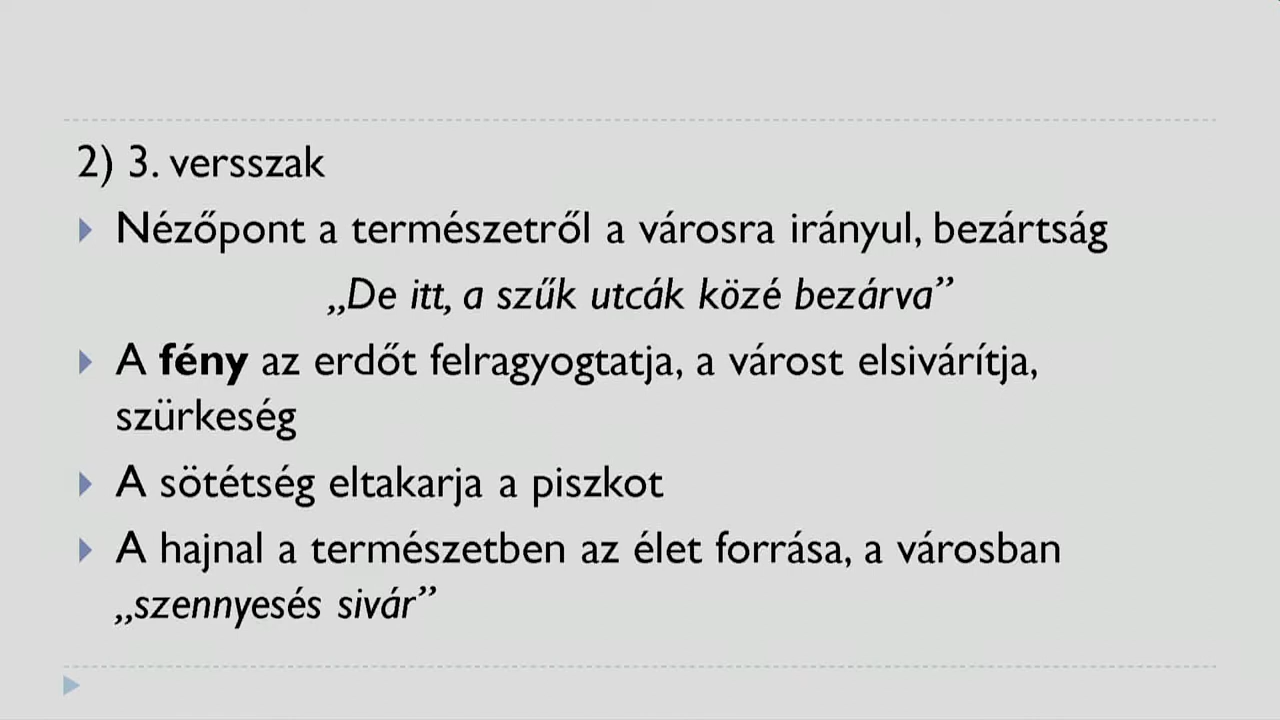 2) 3. versszak
Nézőpont a természetről a városra irányul, bezártság
„De itt, a szűk utcák közé bezárva”
A fény az erdőt felragyogtatja, a várost elsivárítja,
szürkeség
A sötétség eltakarja a piszkot
A hajnal a természetben az élet forrása, a városban
„szennyesés sivár”